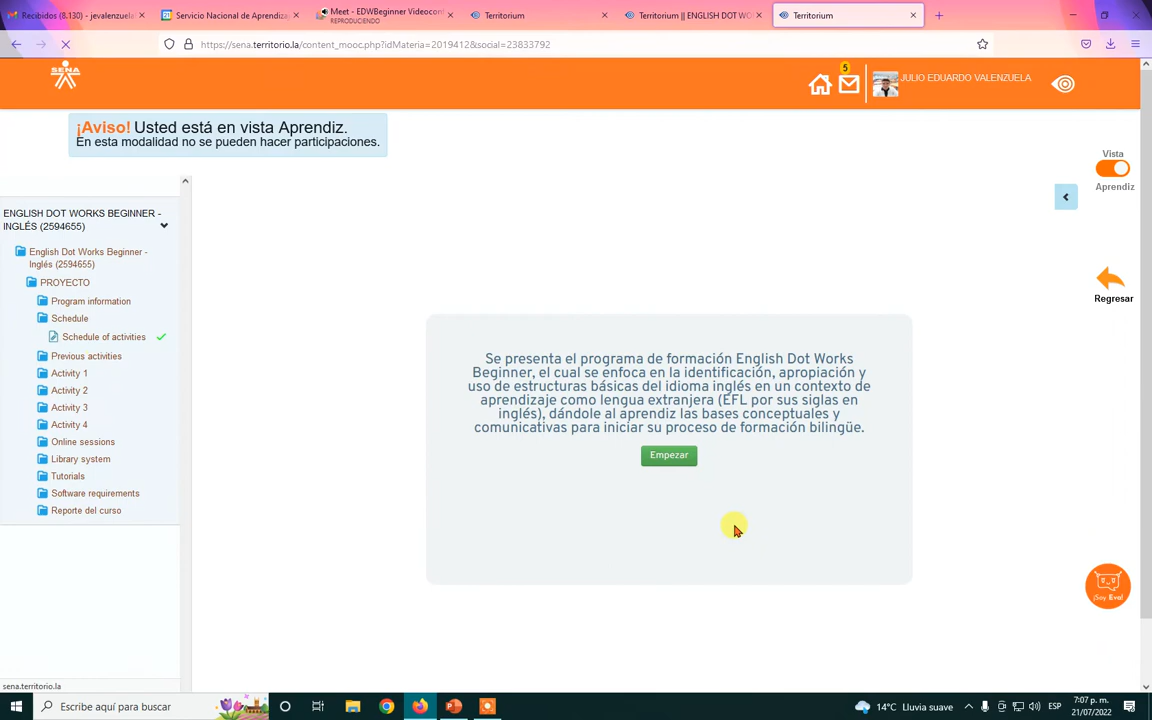 Recibidos (8.130) - jevalenzuela
Servicio Nacional de Aprendizaj
Meet - EDWBeginner Videoconf
REPRODUCIENDO
Territorium
Territorium || ENGLISH DOT WO
Territorium
https://sena.territorio.la/content_mooc.php?idMateria=2019412&social=23833792
SENA
5
JULIO EDUARDO VALENZUELA
¡Aviso! Usted está en vista Aprendiz.
En esta modalidad no se pueden hacer participaciones.
Vista
Aprendiz
Regresar
ENGLISH DOT WORKS BEGINNER -
INGLÉS (2594655)
English Dot Works Beginner -
Inglés (2594655)
PROYECTO
Program information
Schedule
Schedule of activities
Previous activities
Activity 1
Activity 2
Activity 3
Activity 4
Online sessions
Library system
Tutorials
Software requirements
Reporte del curso
Se presenta el programa de formación English Dot Works
Beginner, el cual se enfoca en la identificación, apropiación y
uso de estructuras básicas del idioma inglés en un contexto de
aprendizaje como lengua extranjera (EFL por sus siglas en
inglés), dándole al aprendiz las bases conceptuales y
comunicativas para iniciar su proceso de formación bilingüe.
Empezar
¡Soy Eva!
sena.territorio.la
Escribe aquí para buscar
14°C Lluvia suave
ESP
7:07 p. m.
21/07/2022